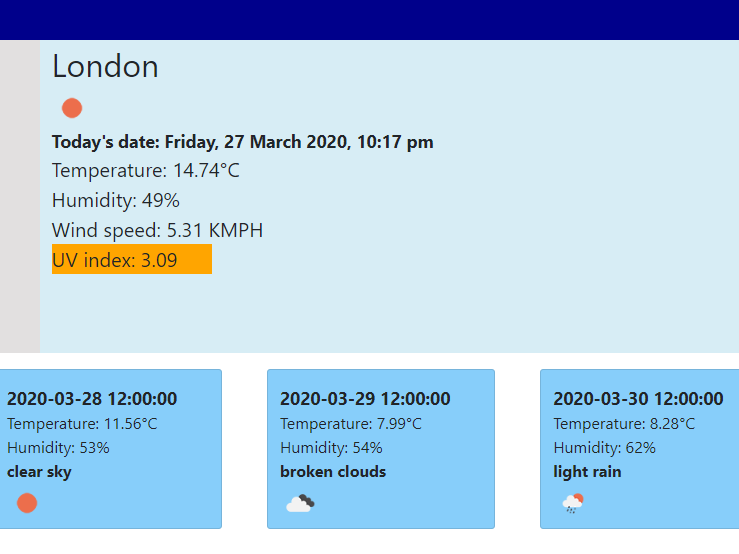 London
Today's date: Friday, 27 March 2020, 10:17 pm
Temperature: 14.74°C
Humidity: 49%
Wind speed: 5.31 KMPH
UV index: 3.09
2020-03-28 12:00:00
Temperature: 11.56°C
Humidity: 53%
clear sky
2020-03-29 12:00:00
Temperature: 7.99°C
Humidity: 54%
broken clouds
2020-03-30 12:00:00
Temperature: 8.28°C
Humidity: 62%
light rain